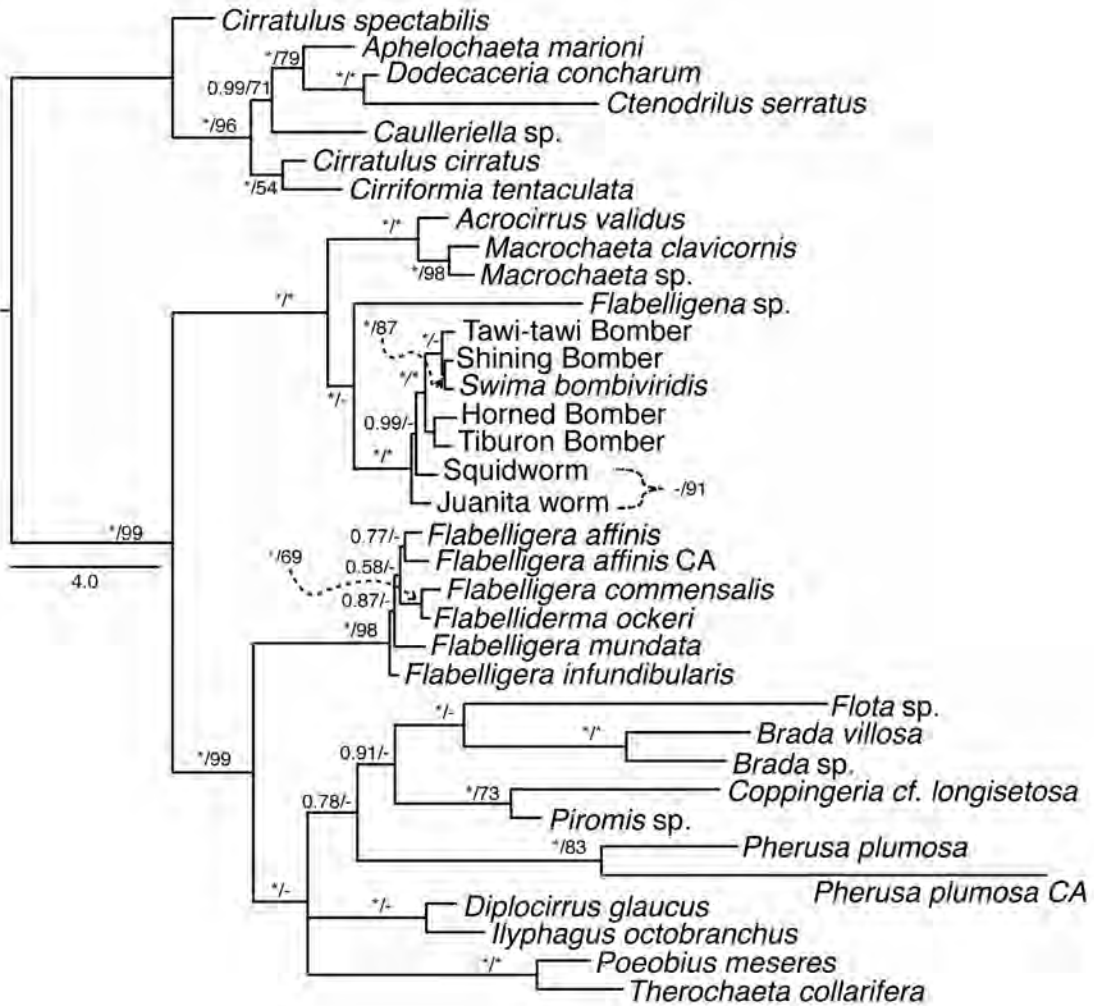 Cirratulus spectabilis
*/79
Aphelochaeta marioni
*/*
Dodecaceria concharum
0.99/71
Ctenodrilus serratus
*/96
Caulleriella sp.
Cirratulus cirratus
*/54
Cirriformia tentaculata
*/*
Acrocirrus validus
Macrochaeta clavicornis
*/98
Macrochaeta sp.
*/*
Flabelligena sp.
*/87
*/-
Tawi-tawi Bomber
Shining Bomber
*/*
Swima bombiviridis
*/-
Horned Bomber
0.99/-
Tiburon Bomber
*/*
Squidworm
-/91
Juanita worm
*/99
0.77/-
Flabelligera affinis
*/69
0.58/-
Flabelligera affinis CA
4.0
Flabelligera commensalis
0.87/-
Flabelliderma ockeri
*/98
Flabelligera mundata
Flabelligera infundibularis
*/-
Flota sp.
*/*
Brada villosa
*/99
0.91/-
Brada sp.
*/73
Coppingeria cf. longisetosa
0.78/-
Piromis sp.
*/83
Pherusa plumosa
*/-
Pherusa plumosa CA
*/-
Diplocirrus glaucus
Ilyphagus octobranchus
*/*
Poeobius meseres
Therochaeta collarifera